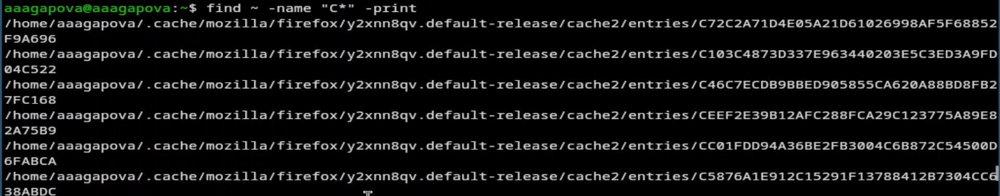 aaagapova@aaagapova:~$ find ~ -name "C*" -print
/home/aaagapova/.cache/mozilla/firefox/y2xnn8qv.default-release/cache2/entries/C72C2A71D4E05A21D61026998AF5F68852
F9A696
/home/aaagapova/.cache/mozilla/firefox/y2xnn8qv.default-release/cache2/entries/C103C4873D337E963440203E5C3ED3A9FD
04C522
/home/aaagapova/.cache/mozilla/firefox/y2xnn8qv.default-release/cache2/entries/C46C7ECDB9BBED905855CA620A88BD8FB2
7FC168
/home/aaagapova/.cache/mozilla/firefox/y2xnn8qv.default-release/cache2/entries/CEEF2E39B12AFC288FCA29C123775A89E8
2A75B9
/home/aaagapova/.cache/mozilla/firefox/y2xnn8qv.default-release/cache2/entries/CC01FDD94A36BE2FB3004C6B872C54500D
6FABCA
/home/aaagapova/.cache/mozilla/firefox/y2xnn8qv.default-release/cache2/entries/C5876A1E912C15291F13788412B7304CC6
38ABDC